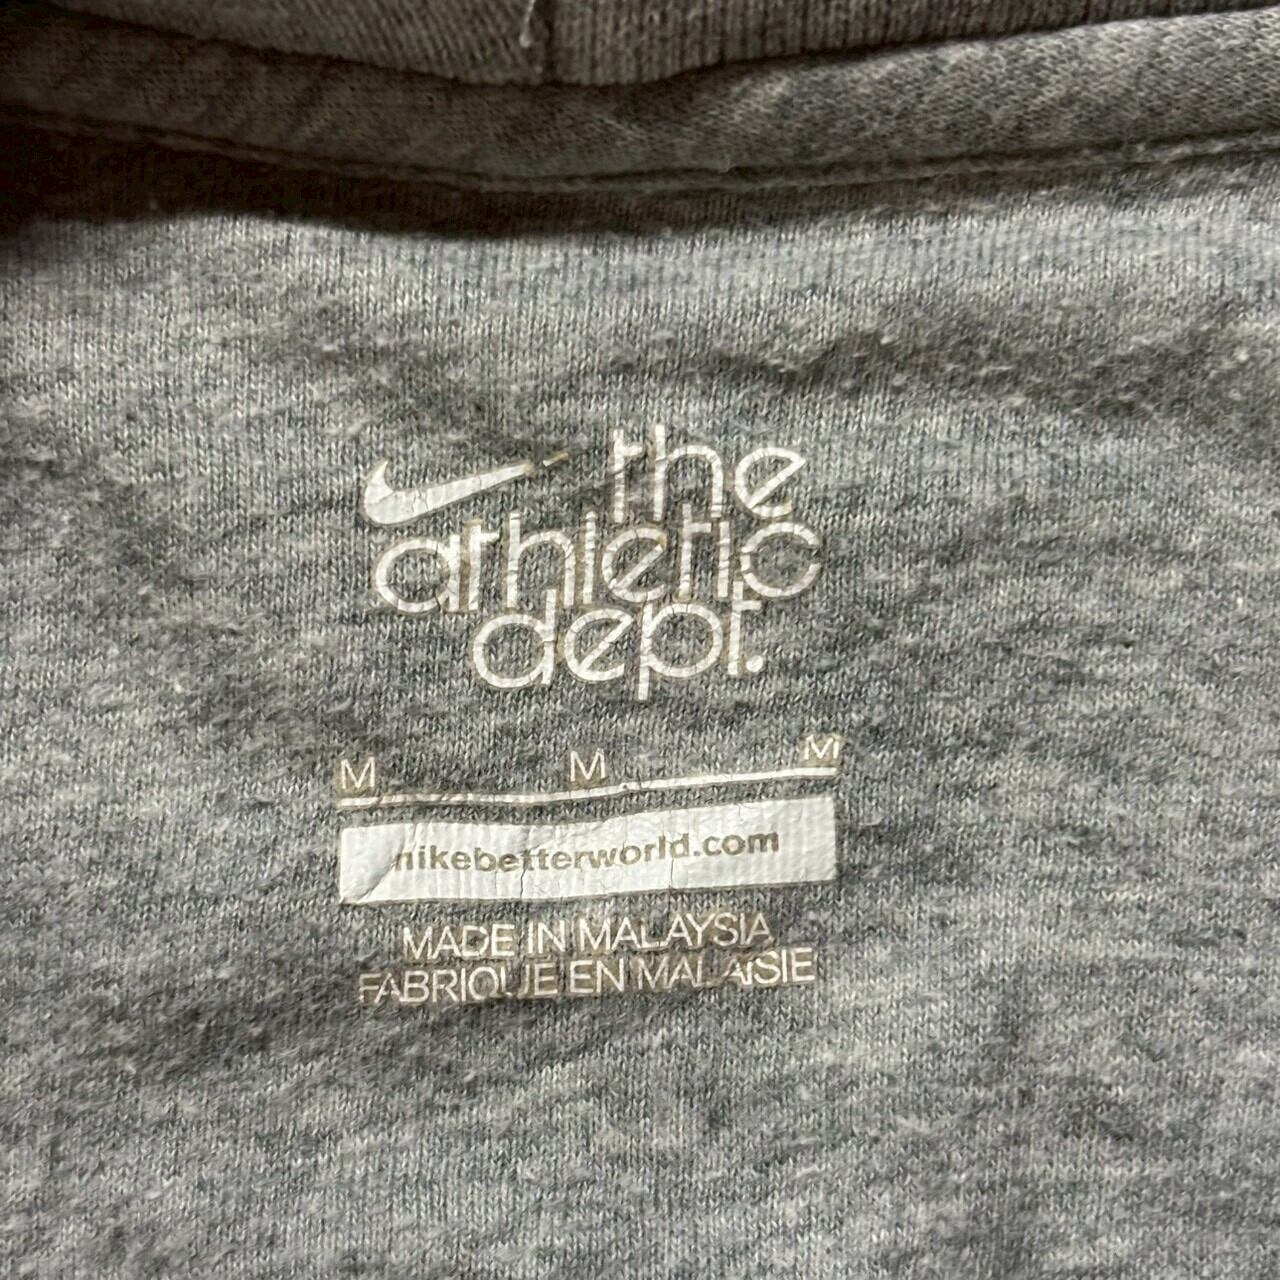 the
athletic
dept.
M M M
nikebetterworld.com
MADE IN MALAYSIA
FABRIQUE EN MALAISIE